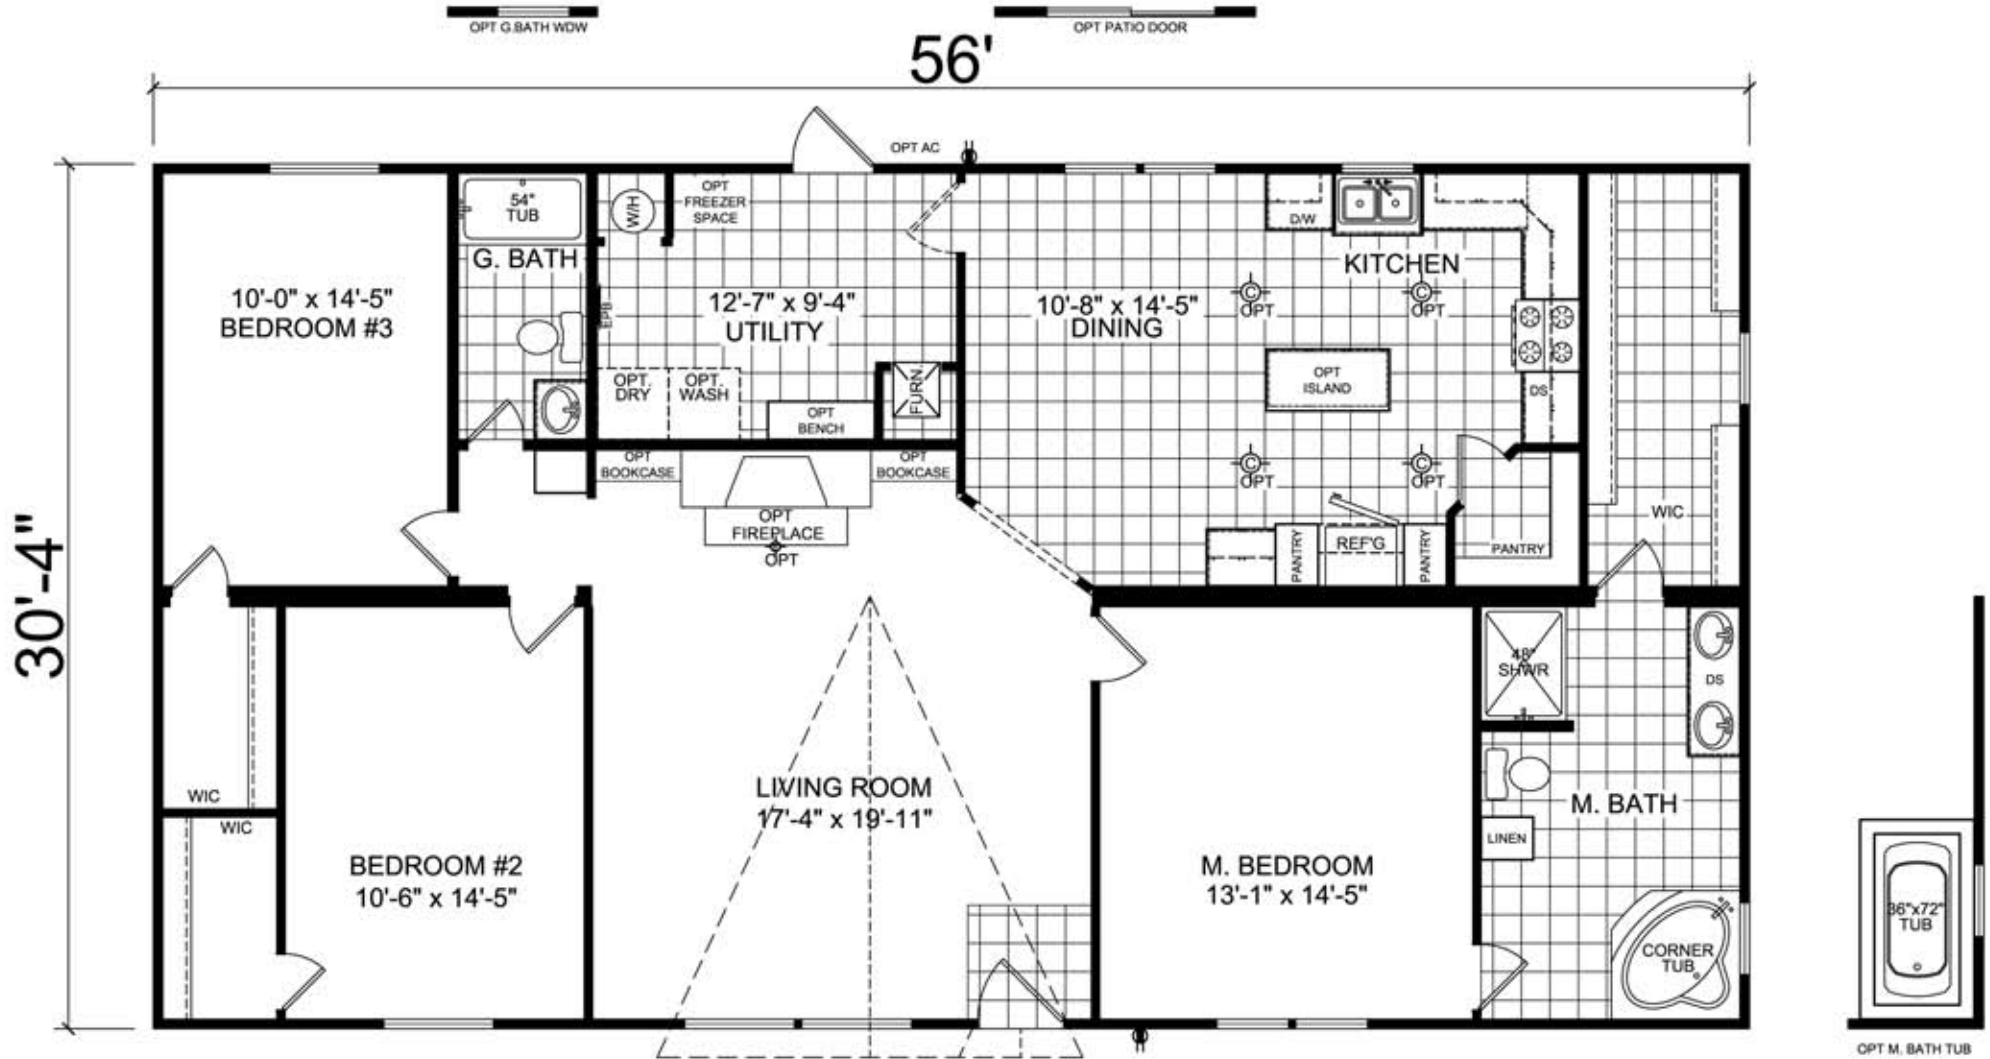 OPT G.BATH WDW
OPT PATIO DOOR
56'
30'-4"
OPT AC
10'-0" x 14'-5"
BEDROOM #3
54"
TUB
G. BATH
W/H
OPT
FREEZER
SPACE
EPB
12'-7" x 9'-4"
UTILITY
OPT.
DRY
OPT.
WASH
OPT
BENCH
FURN.
10'-8" x 14'-5"
DINING
D/W
KITCHEN
C
OPT
C
OPT
OPT
ISLAND
DS
C
OPT
C
OPT
PANTRY
REF'G
PANTRY
PANTRY
WIC
OPT
BOOKCASE
OPT
BOOKCASE
OPT
FIREPLACE
OPT
WIC
WIC
BEDROOM #2
10'-6" x 14'-5"
LIVING ROOM
17'-4" x 19'-11"
M. BEDROOM
13'-1" x 14'-5"
48"
SHWR
DS
M. BATH
LINEN
CORNER
TUB
36"x72"
TUB
OPT M. BATH TUB